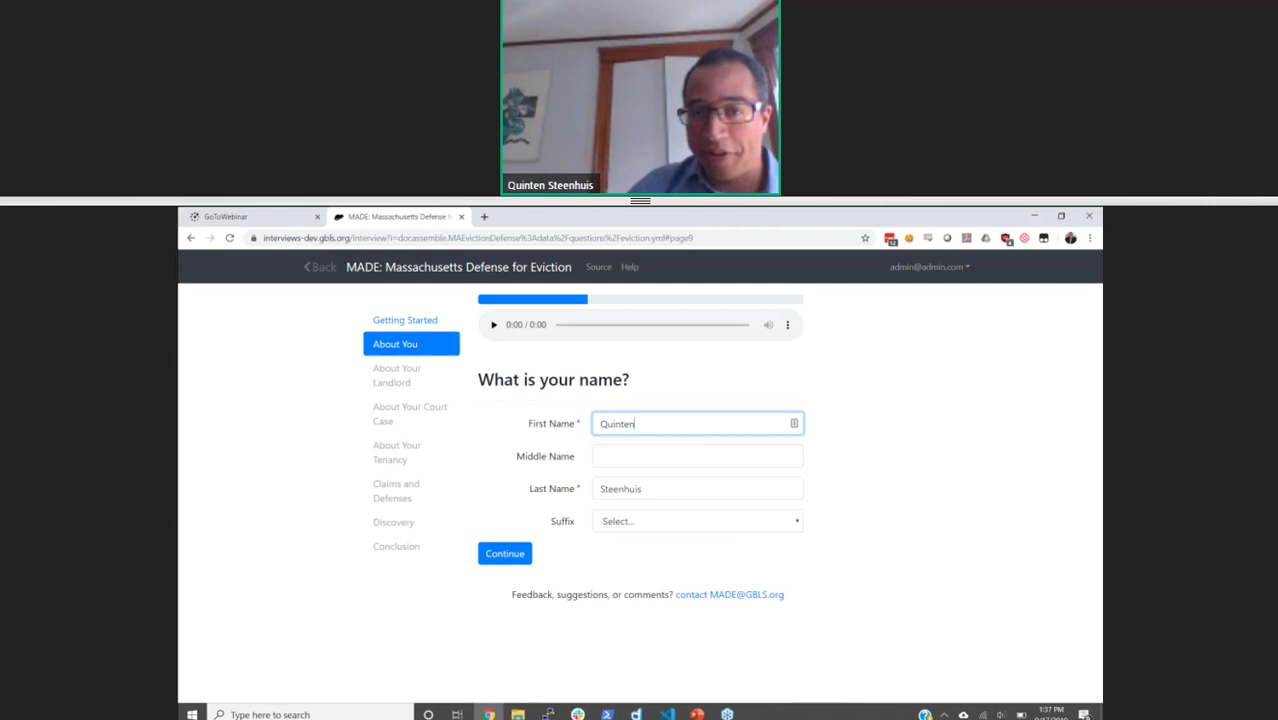 Quinten Steenhuis
GoToWebinar
MADE: Massachusetts Defense f
interviews-dev.gbls.org/interview?i=docassemble.MAEvictionDefense%3Adata%2Fquestions%2Feviction.yml#page9
Back
MADE: Massachusetts Defense for Eviction
Source
Help
admin@admin.com
Getting Started
About You
About Your
Landlord
About Your Court
Case
About Your
Tenancy
Claims and
Defenses
Discovery
Conclusion
0:00 / 0:00
What is your name?
First Name *
Quinten
Middle Name
Last Name *
Steenhuis
Suffix
Select...
Continue
Feedback, suggestions, or comments? contact MADE@GBLS.org
Type here to search
1:37 PM